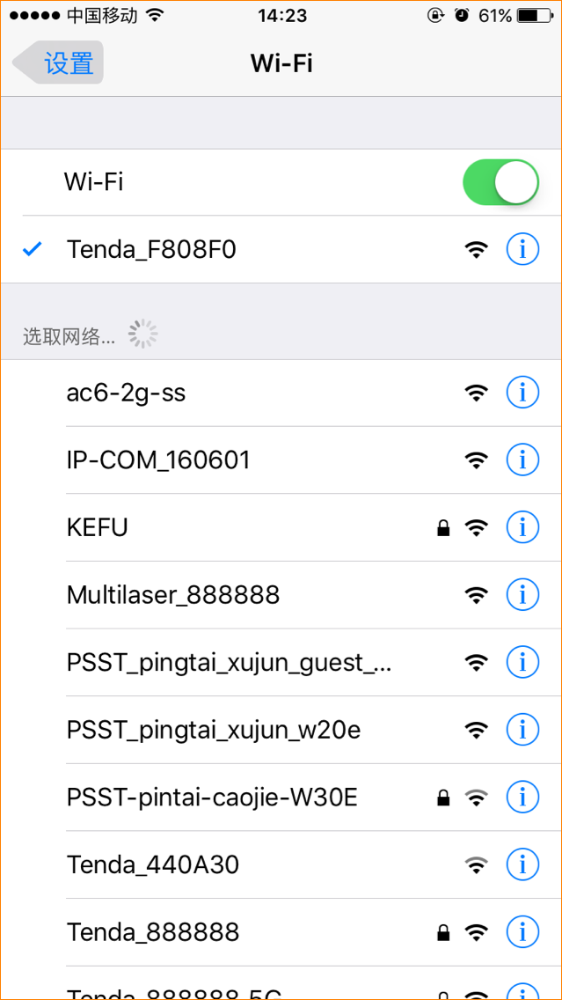 中国移动 14:23 61%
设置 Wi-Fi
Wi-Fi
Tenda_F808F0
选取网络...
ac6-2g-ss
IP-COM_160601
KEFU
Multilaser_888888
PSST_pingtai_xujun_guest_...
PSST_pingtai_xujun_w20e
PSST-pintai-caojie-W30E
Tenda_440A30
Tenda_888888
Tenda_888888_5G